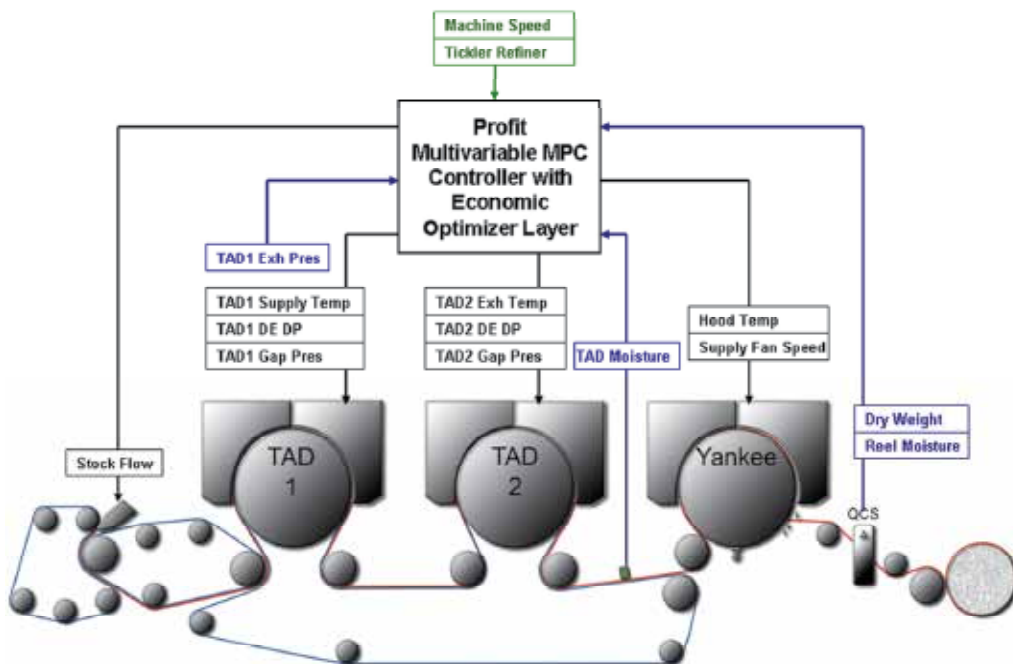 Machine Speed
Tickler Refiner
Profit
Multivariable MPC
Controller with
Economic
Optimizer Layer
TAD1 Exh Pres
TAD1 Supply Temp
TAD1 DE DP
TAD1 Gap Pres
TAD2 Exh Temp
TAD2 DE DP
TAD2 Gap Pres
TAD Moisture
Hood Temp
Supply Fan Speed
Dry Weight
Reel Moisture
Stock Flow
TAD
1
TAD
2
Yankee
QCS